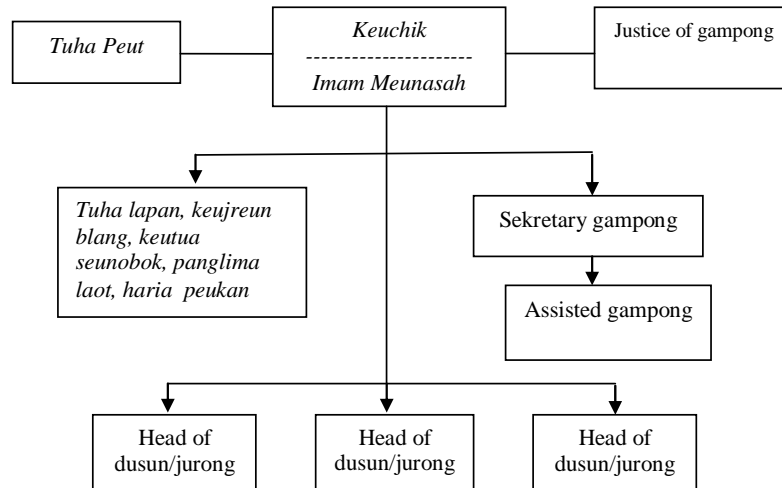 Tuha Peut
Keuchik
Imam Meunasah
Justice of gampong
Tuha lapan, keujreun
blang, keutua
seunobok, panglima
laot, haria peukan
Sekretary gampong
Assisted gampong
Head of
dusun/jurong
Head of
dusun/jurong
Head of
dusun/jurong